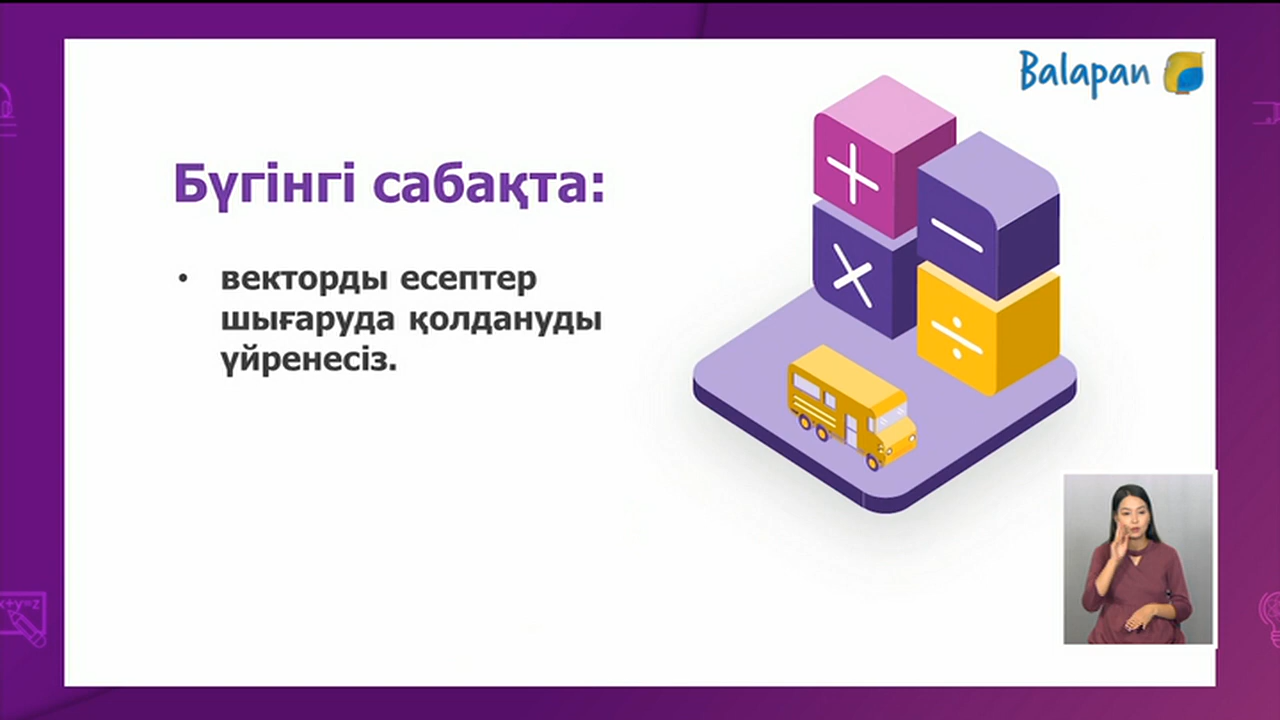 Balapan
Бүгінгі сабақта:
• векторды есептер
шығаруда қолдануды
үйренесіз.
x+y=z